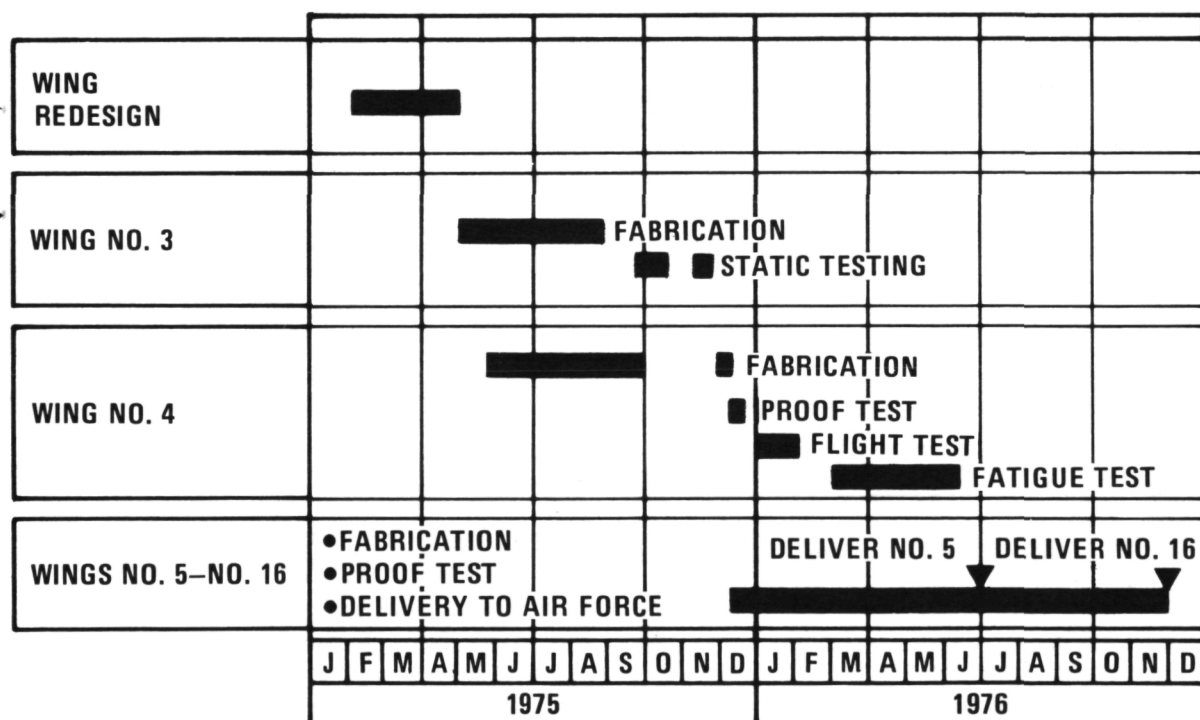 WING
REDESIGN
WING NO. 3
FABRICATION
STATIC TESTING
WING NO. 4
FABRICATION
PROOF TEST
FLIGHT TEST
FATIGUE TEST
WINGS NO. 5–NO. 16
•FABRICATION
•PROOF TEST
•DELIVERY TO AIR FORCE
DELIVER NO. 5
DELIVER NO. 16
J F M A M J J A S O N D J F M A M J J A S O N D
1975 1976